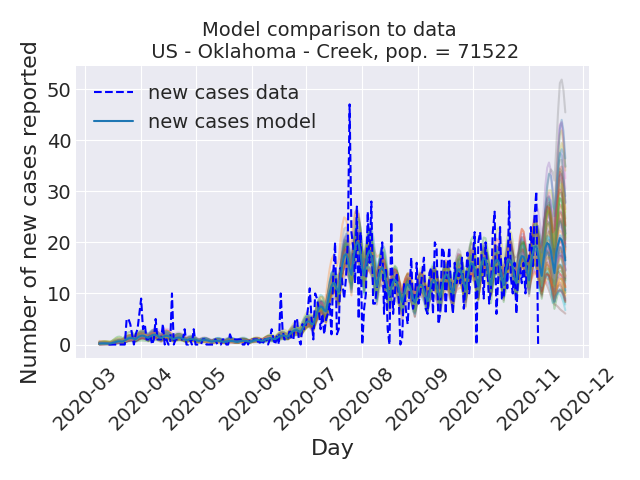 Model comparison to data
US - Oklahoma - Creek, pop. = 71522
Number of new cases reported
50
40
30
20
10
0
new cases data
new cases model
2020-03
2020-04
2020-05
2020-06
2020-07
2020-08
2020-09
2020-10
2020-11
2020-12
Day